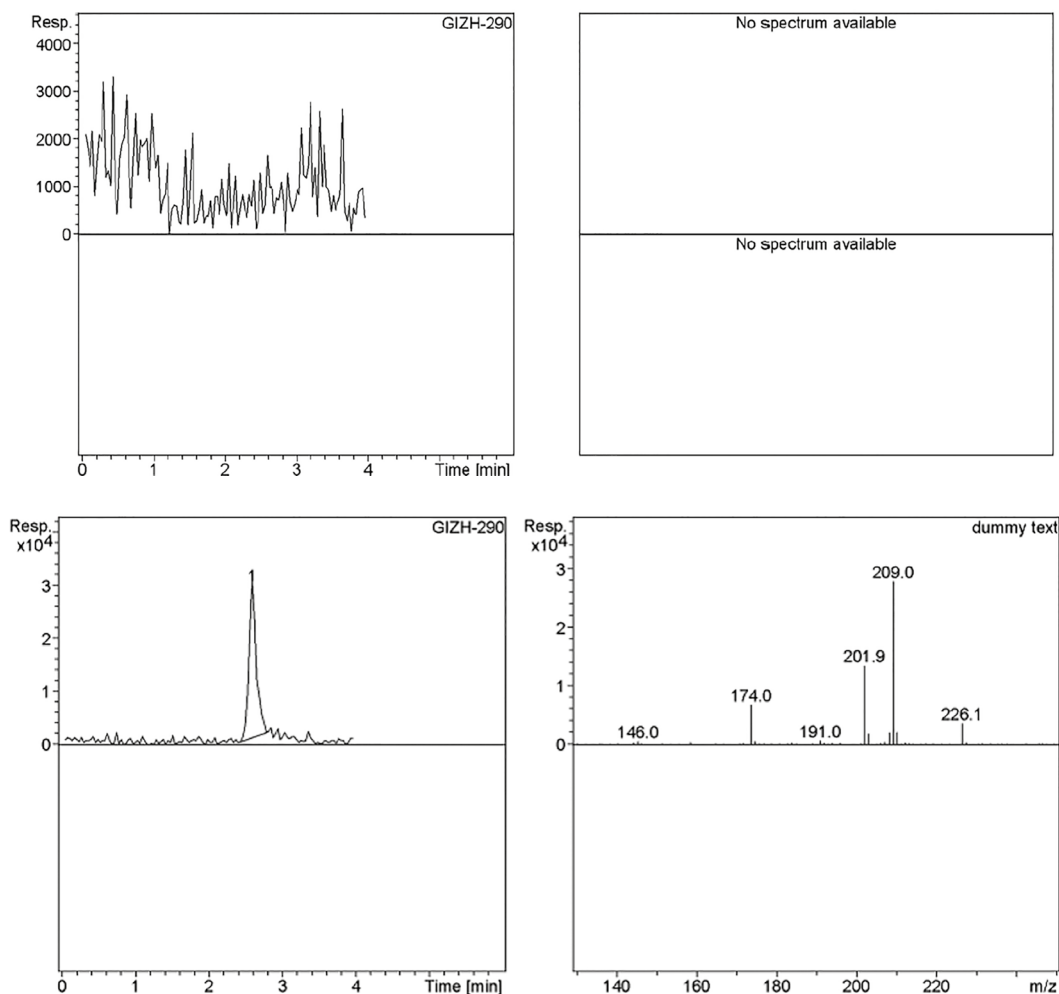 Resp.
GIZH-290
4000
3000
2000
1000
0
0 1 2 3 4 Time [min]
No spectrum available
No spectrum available
Resp.
x10⁴
GIZH-290
3
2
1
0
0 1 2 3 4 Time [min]
Resp.
x10⁴
dummy text
3
2
1
0
209.0
201.9
174.0
226.1
146.0
191.0
140 160 180 200 220 m/z